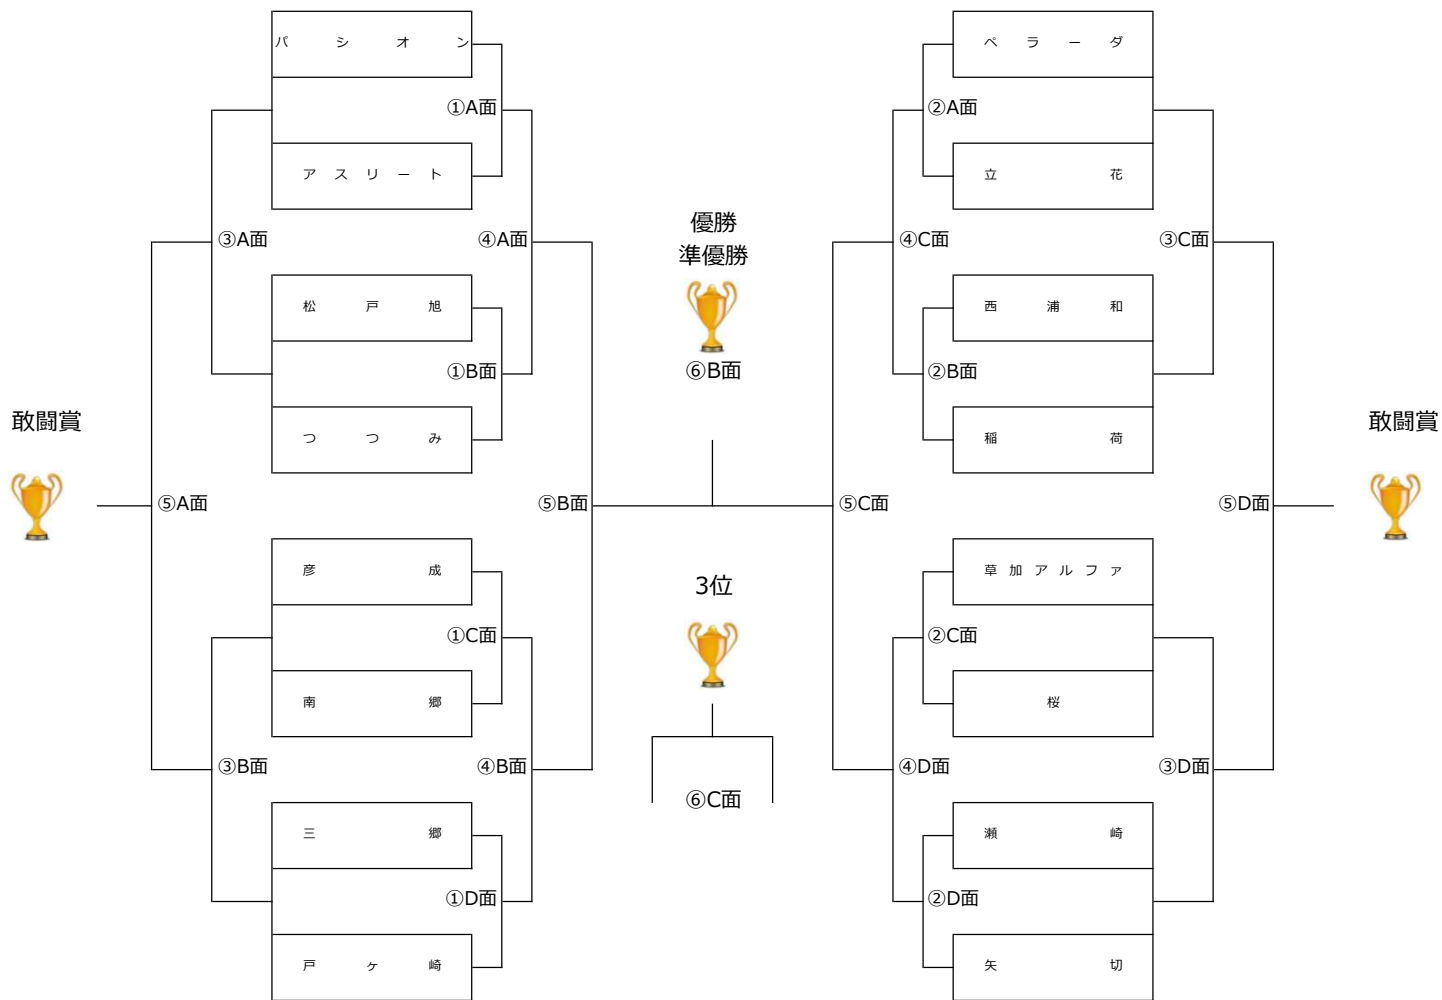 パシオン
ペラーダ
①A面
②A面
アスリート
立花
優勝
準優勝
③A面
④A面
④C面
③C面
松戸旭
西浦和
①B面
⑥B面
②B面
敢闘賞
敢闘賞
つつみ
稲荷
⑤A面
⑤B面
⑤C面
⑤D面
彦成
草加アルファ
3位
①C面
②C面
南郷
桜
③B面
④B面
④D面
③D面
⑥C面
三郷
瀬崎
①D面
②D面
戸ヶ崎
矢切